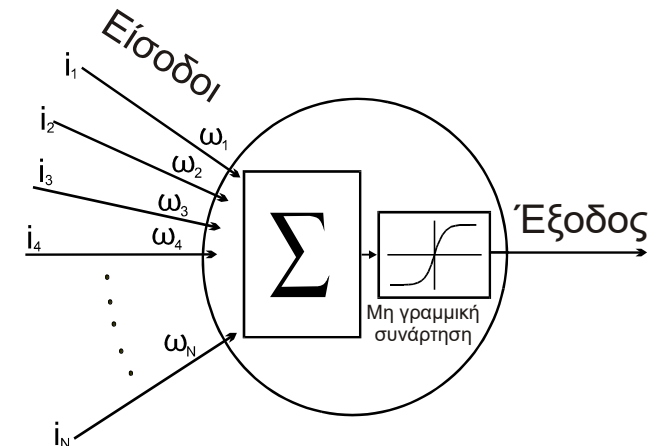 Είσοδοι
i1
i2
i3
i4
iN
ω1
ω2
ω3
ω4
ωN
Σ
Μη γραμμική
συνάρτηση
Έξοδος